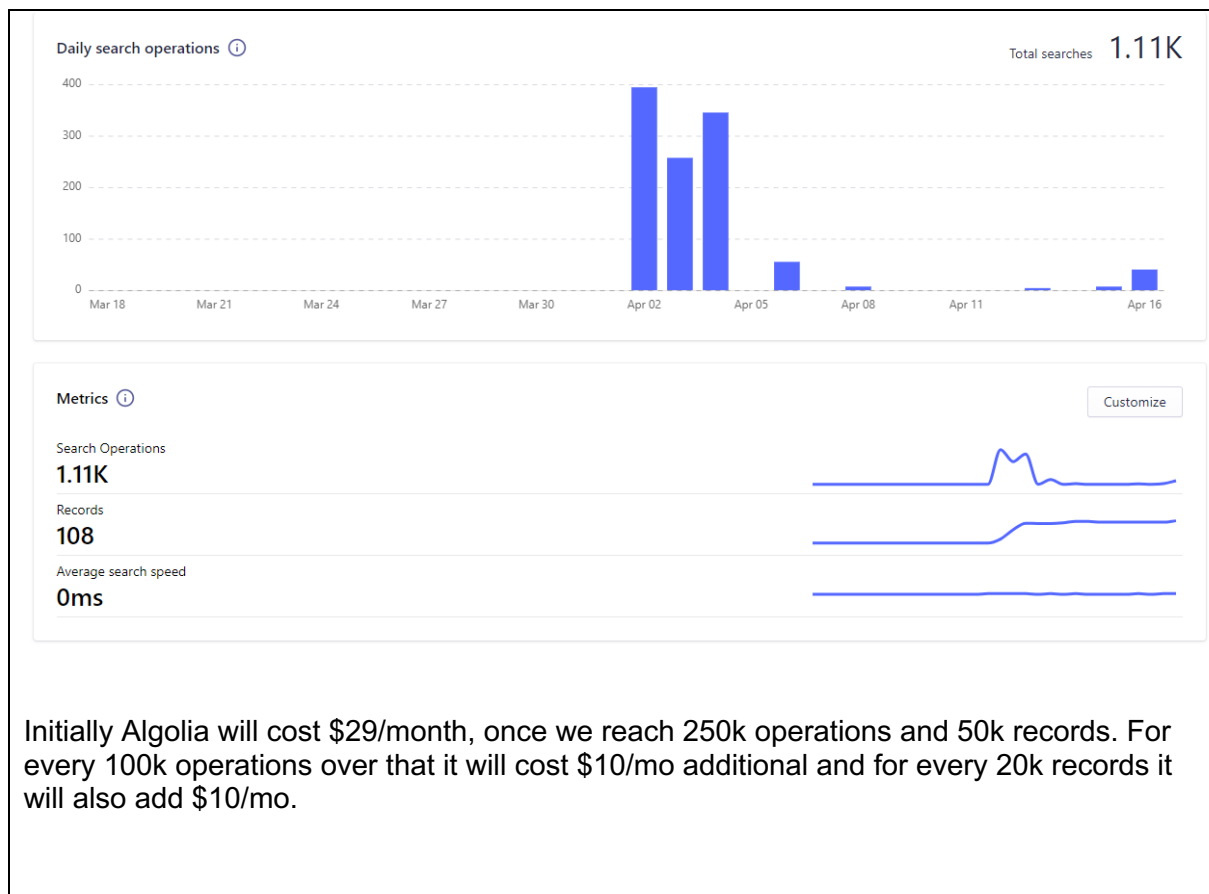 Daily search operations
Total searches 1.11K
400
300
200
100
0
Mar 18 Mar 21 Mar 24 Mar 27 Mar 30 Apr 02 Apr 05 Apr 08 Apr 11 Apr 16
Metrics
Customize
Search Operations
1.11K
Records
108
Average search speed
0ms
Initially Algolia will cost $29/month, once we reach 250k operations and 50k records. For
every 100k operations over that it will cost $10/mo additional and for every 20k records it
will also add $10/mo.